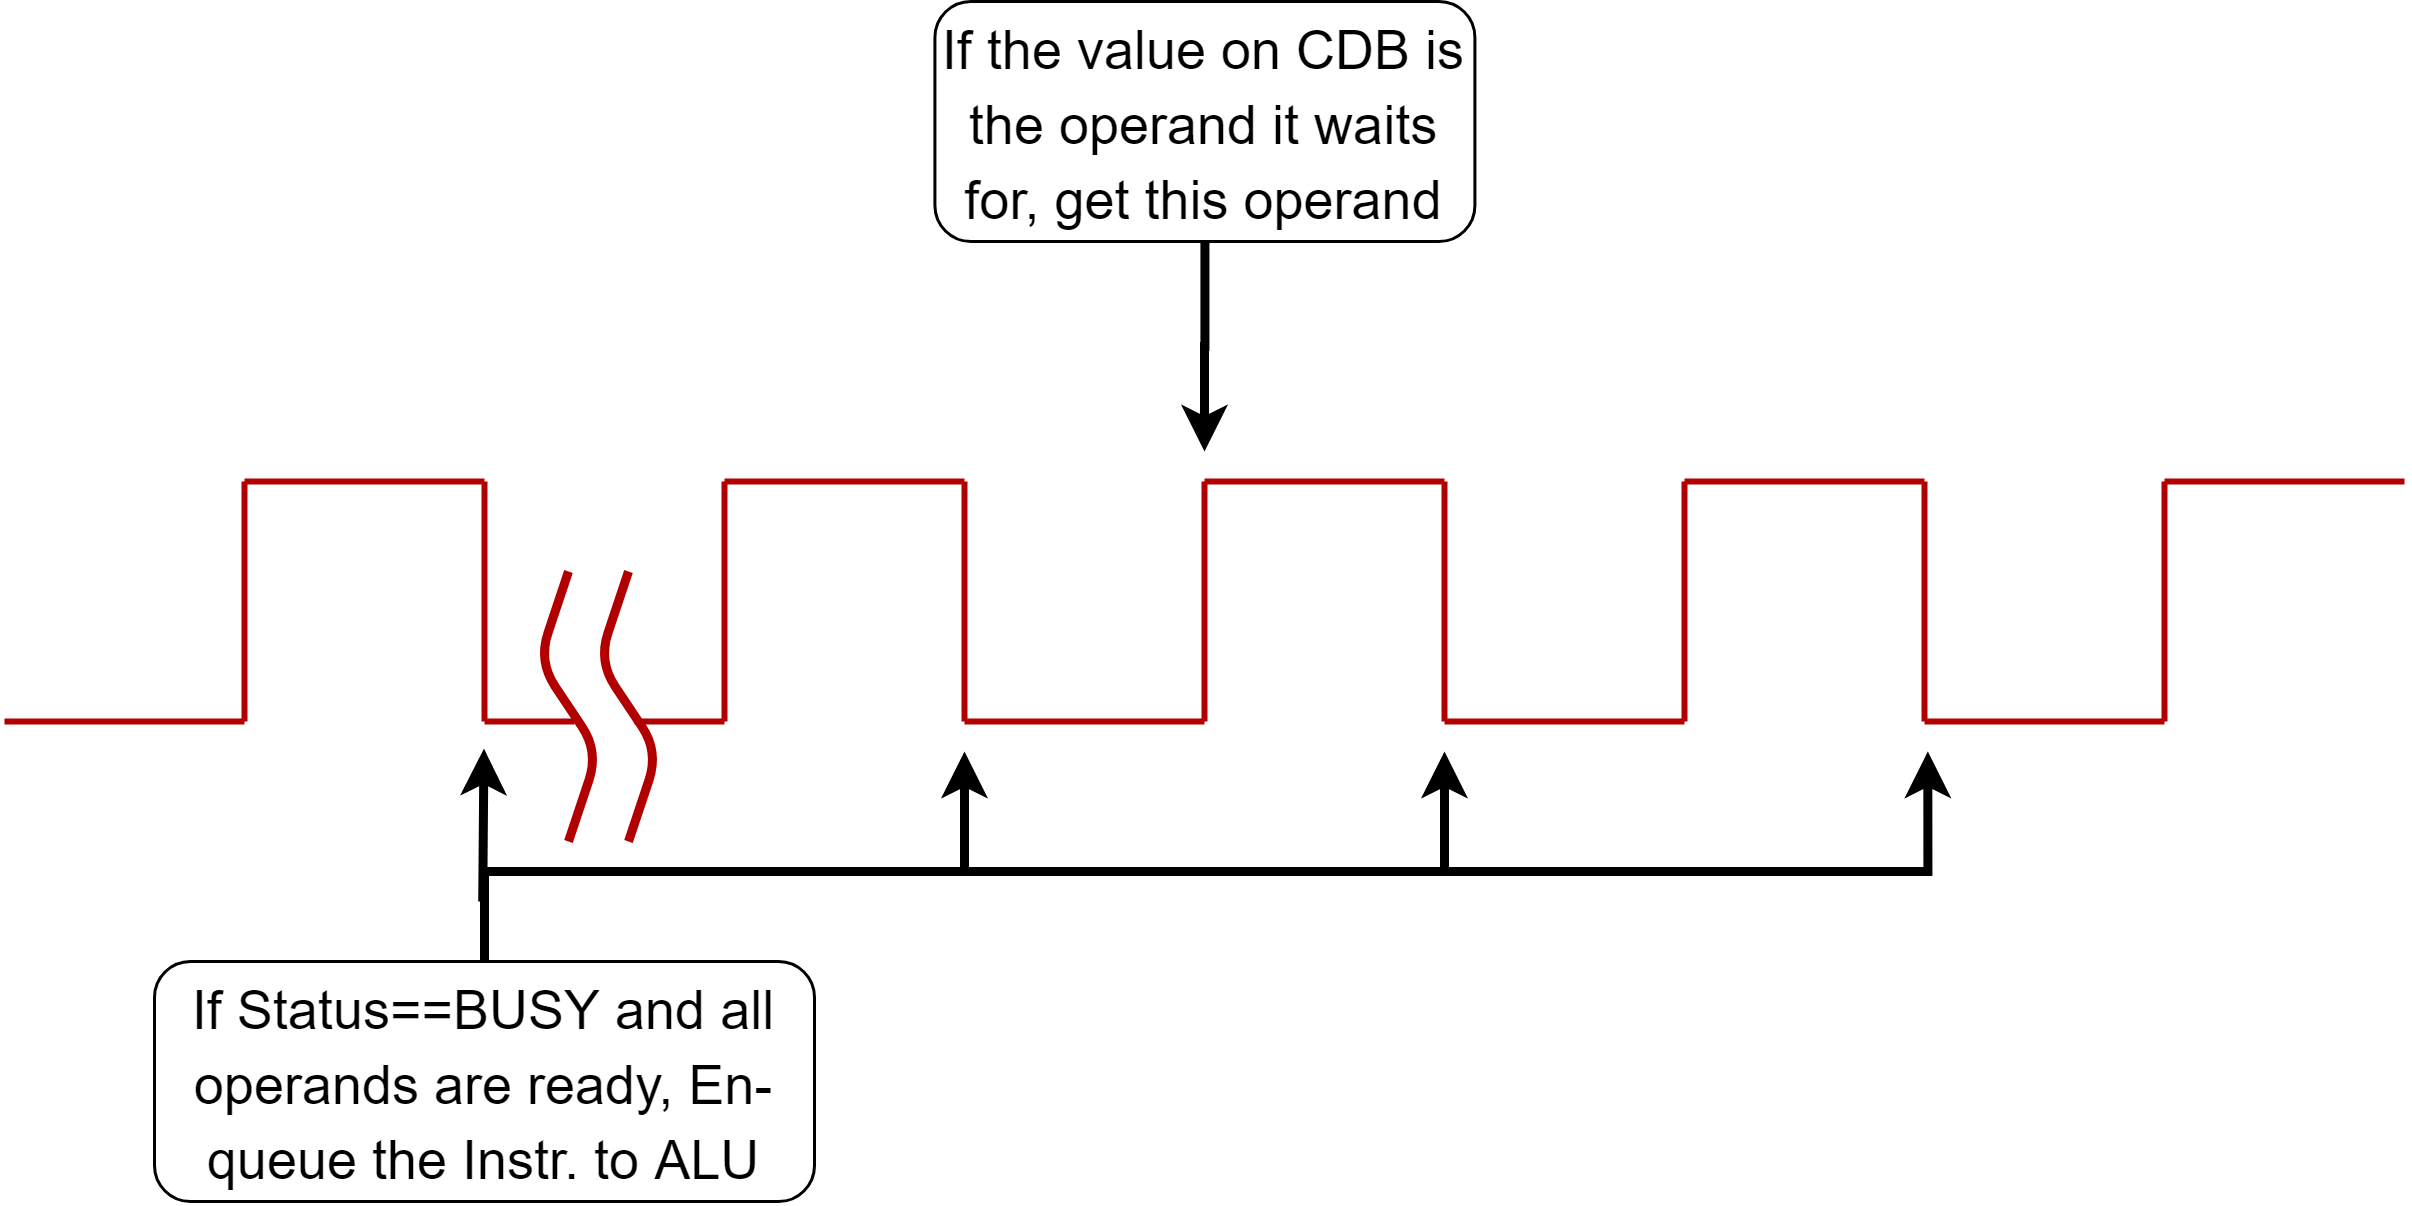 If the value on CDB is
the operand it waits
for, get this operand
If Status==BUSY and all
operands are ready, En-
queue the Instr. to ALU